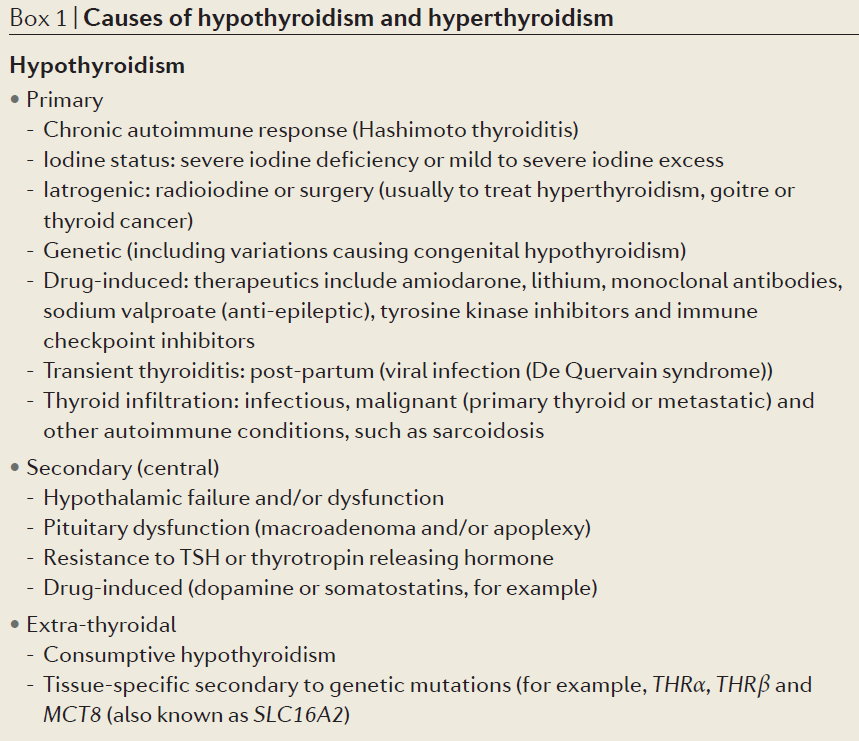 Box 1 | Causes of hypothyroidism and hyperthyroidism
Hypothyroidism
• Primary
- Chronic autoimmune response (Hashimoto thyroiditis)
- Iodine status: severe iodine deficiency or mild to severe iodine excess
- Iatrogenic: radioiodine or surgery (usually to treat hyperthyroidism, goitre or
thyroid cancer)
- Genetic (including variations causing congenital hypothyroidism)
- Drug-induced: therapeutics include amiodarone, lithium, monoclonal antibodies,
sodium valproate (anti-epileptic), tyrosine kinase inhibitors and immune
checkpoint inhibitors
- Transient thyroiditis: post-partum (viral infection (De Quervain syndrome))
- Thyroid infiltration: infectious, malignant (primary thyroid or metastatic) and
other autoimmune conditions, such as sarcoidosis
• Secondary (central)
- Hypothalamic failure and/or dysfunction
- Pituitary dysfunction (macroadenoma and/or apoplexy)
- Resistance to TSH or thyrotropin releasing hormone
- Drug-induced (dopamine or somatostatins, for example)
• Extra-thyroidal
- Consumptive hypothyroidism
- Tissue-specific secondary to genetic mutations (for example, THRα, THRβ and
MCT8 (also known as SLC16A2)